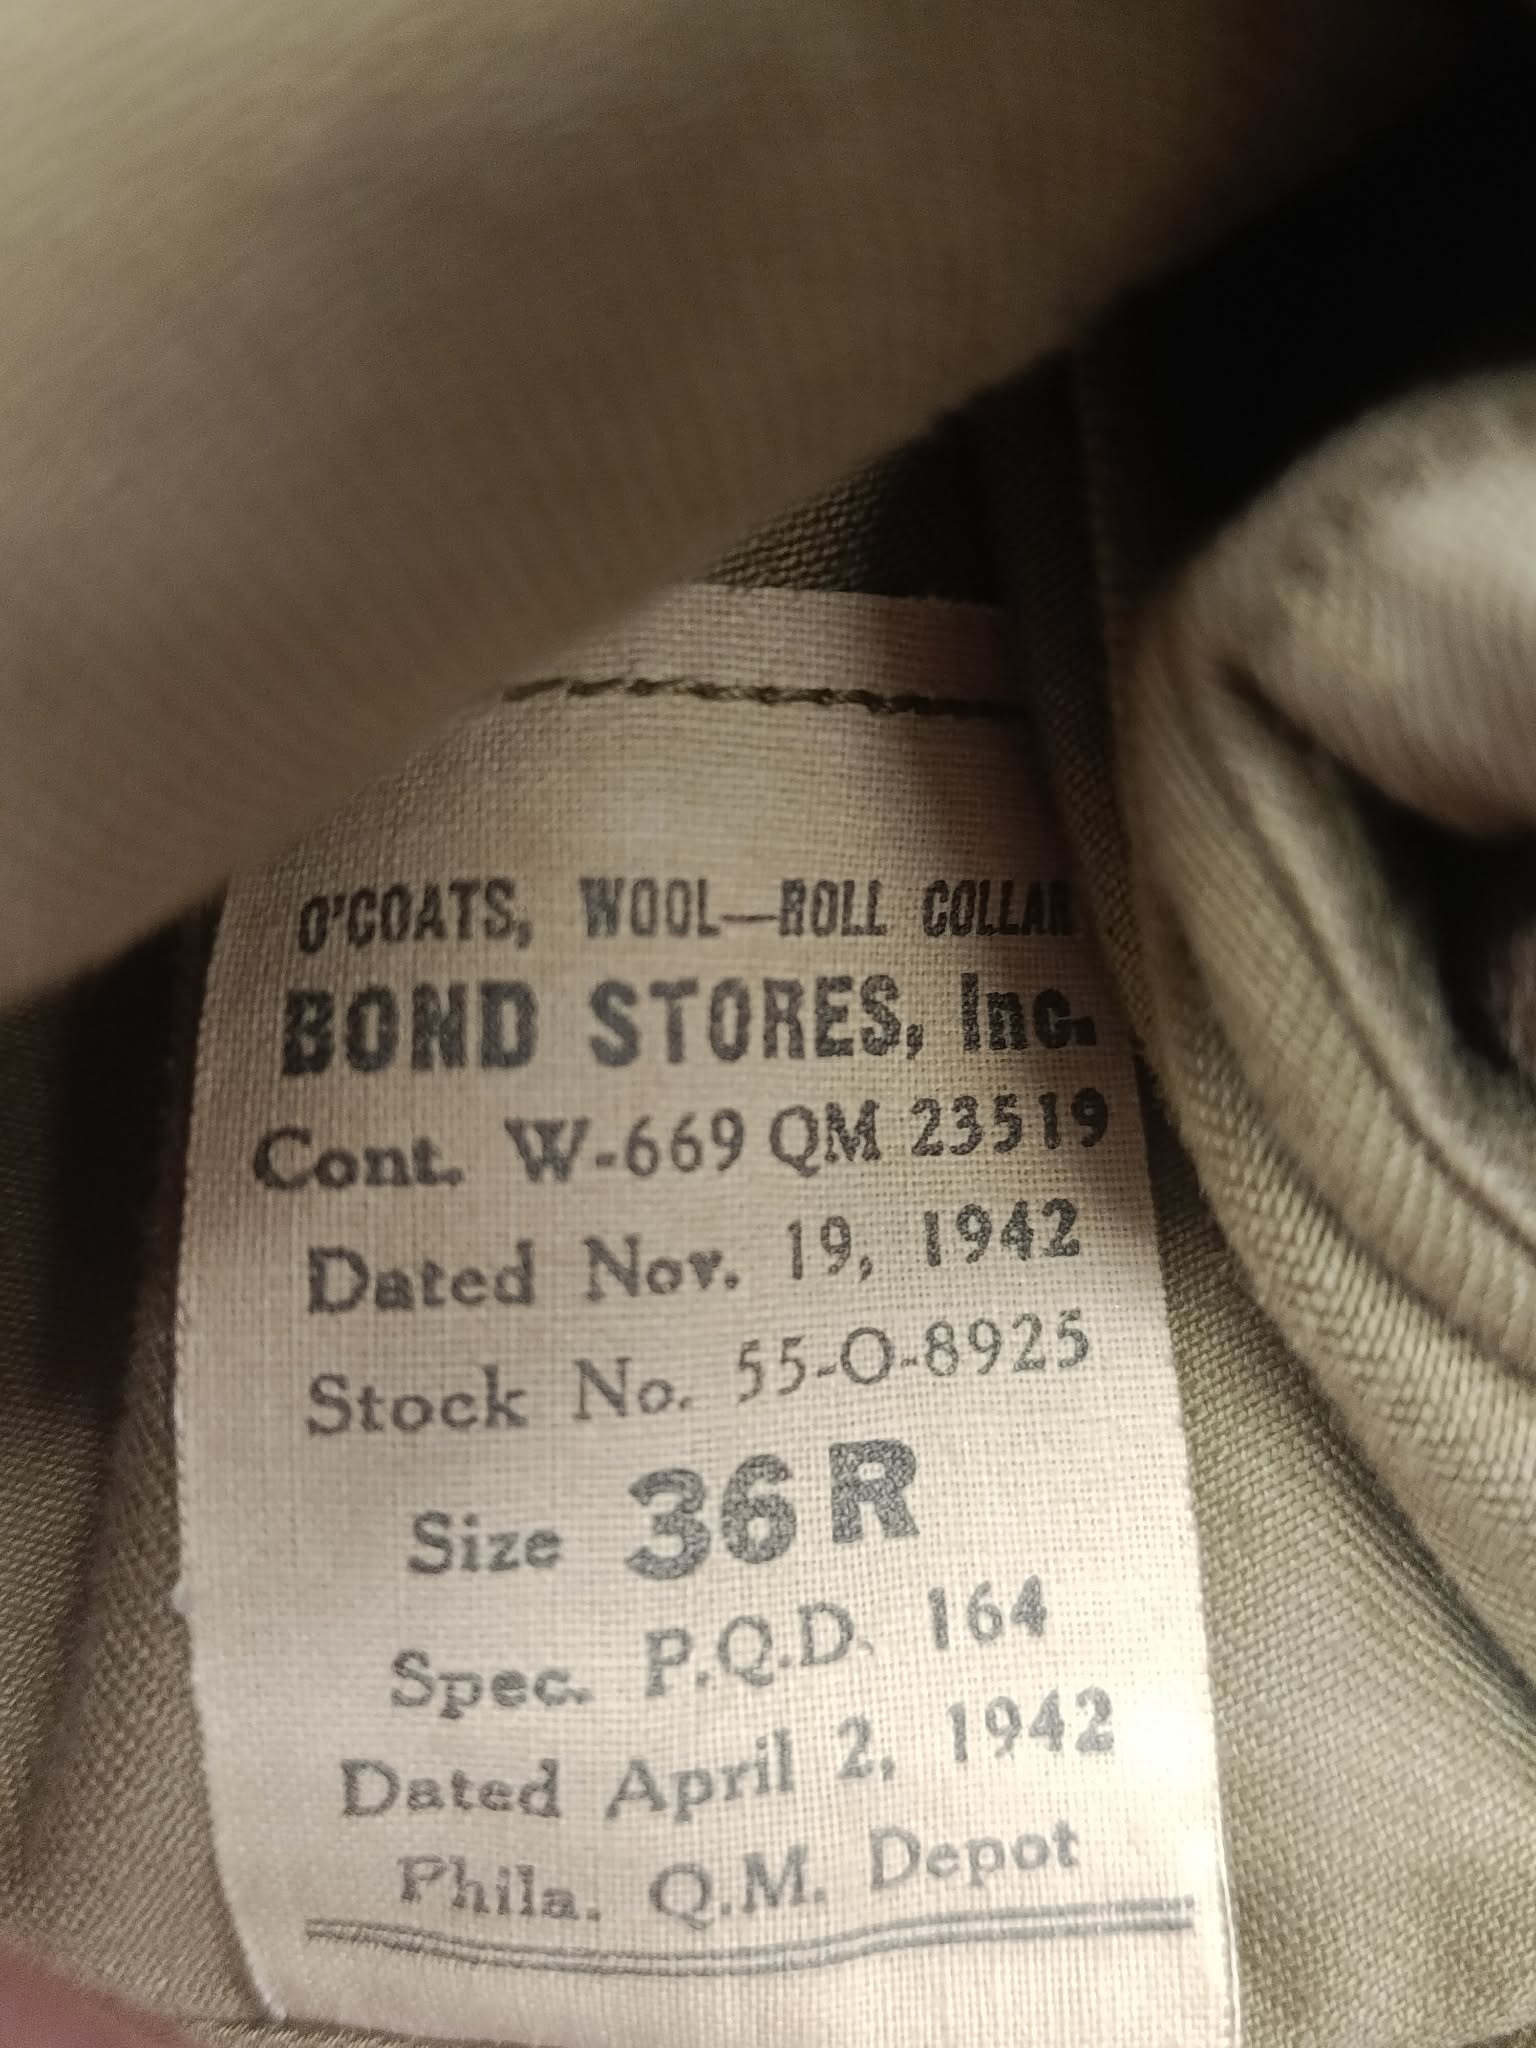 O'COATS, WOOL—ROLL COLLAR
BOND STORES, Inc.
Cont. W-669 QM 23519
Dated Nov. 19, 1942
Stock No. 55-O-8925
Size 36 R
Spec. P.Q.D. 164
Dated April 2, 1942
Phila. Q.M. Depot